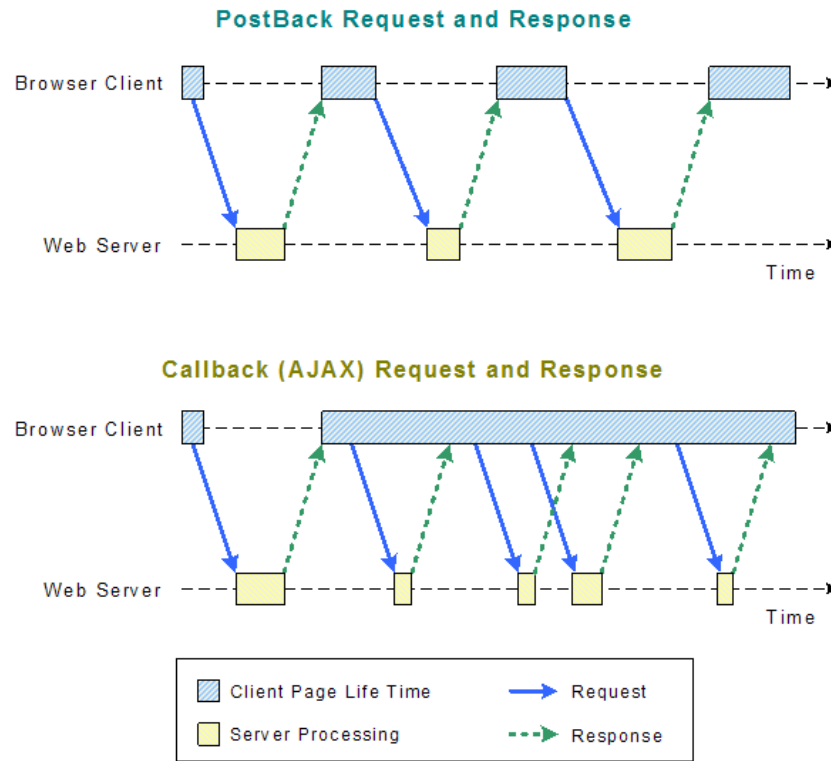 PostBack Request and Response
Browser Client
Web Server
Time
Callback (AJAX) Request and Response
Browser Client
Web Server
Time
Client Page Life Time
Request
Server Processing
Response